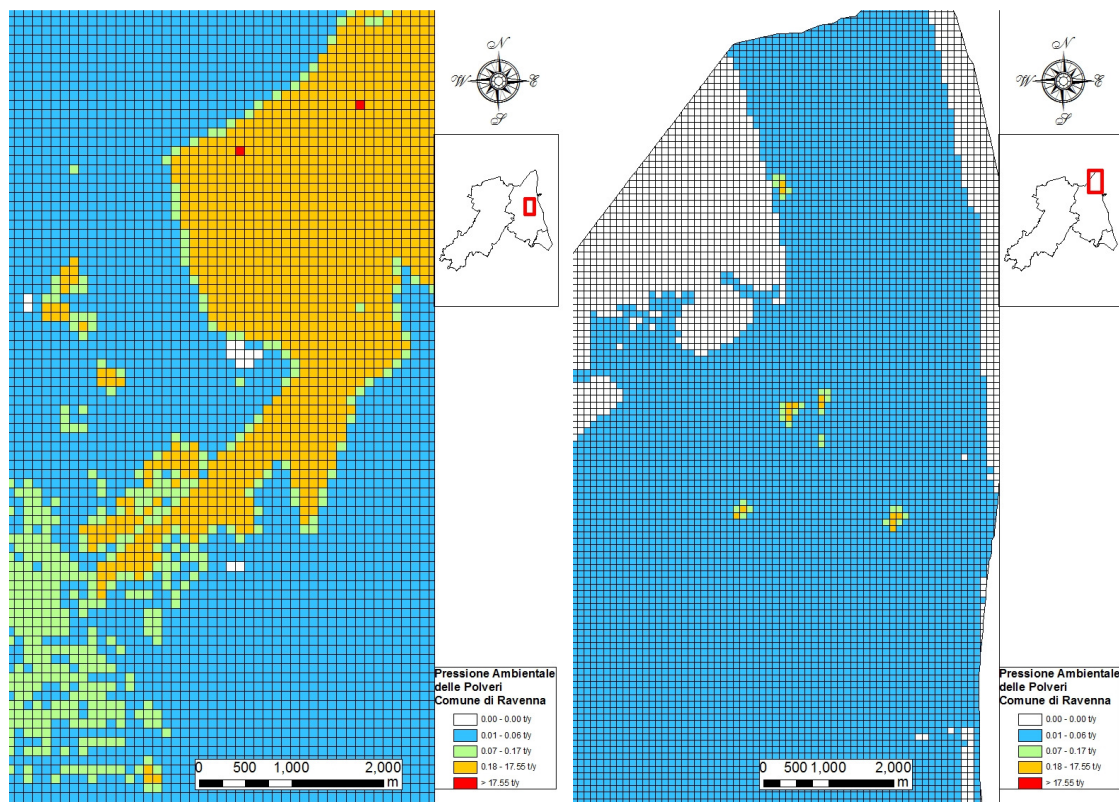 N
W E
S
Pressione Ambientale
delle Polveri
Comune di Ravenna
0.00 - 0.00 t/y
0.01 - 0.06 t/y
0.07 - 0.17 t/y
0.18 - 17.55 t/y
> 17.55 t/y
0 500 1,000 2,000
m
N
W E
S
Pressione Ambientale
delle Polveri
Comune di Ravenna
0.00 - 0.00 t/y
0.01 - 0.06 t/y
0.07 - 0.17 t/y
0.18 - 17.55 t/y
> 17.55 t/y
0 500 1,000 2,000
m